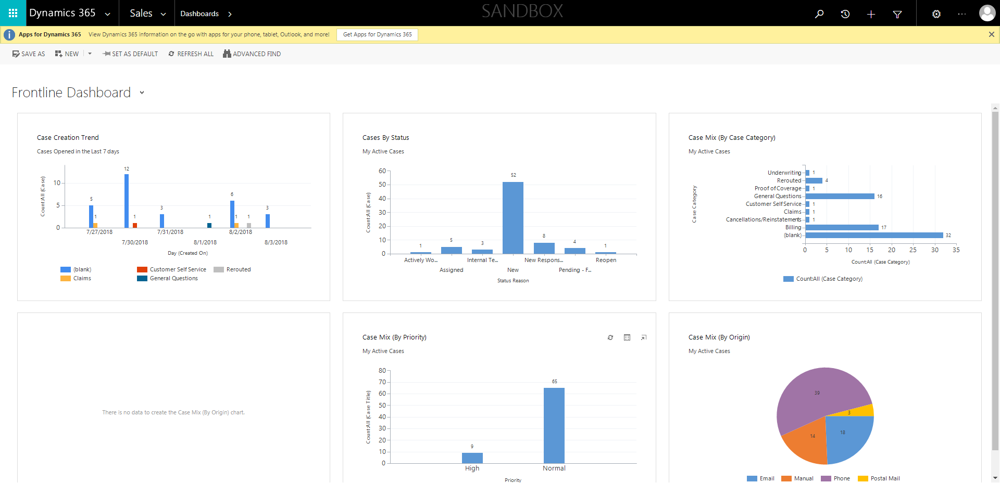 Dynamics 365 Sales Dashboards SANDBOX
Apps for Dynamics 365 View Dynamics 365 information on the go with apps for your phone, tablet, Outlook, and more! Get Apps for Dynamics 365
SAVE AS NEW SET AS DEFAULT REFRESH ALL ADVANCED FIND
Frontline Dashboard
Case Creation Trend
Cases Opened in the Last 7 days
Count:All (Case)
10
5
0
5
1
12
1
3
1
6
1
1
3
7/27/2018
7/30/2018
7/31/2018
8/1/2018
8/2/2018
8/3/2018
Day (Created On)
(blank) Customer Self Service Rerouted
Claims General Questions
Cases By Status
My Active Cases
Count:All (Case)
60
50
40
30
20
10
0
1
5
3
52
8
4
1
Actively Wo...
Assigned
Internal Te...
New
New Respons...
Pending - F...
Reopen
Status Reason
Case Mix (By Case Category)
My Active Cases
Case Category
Underwriting 1
Rerouted 4
Proof of Coverage 1
General Questions 16
Customer Self Service 1
Claims 1
Cancellations/Reinstatements 1
Billing 17
(blank) 32
0 5 10 15 20 25 30 35
Count:All (Case Category)
Count:All (Case Category)
There is no data to create the Case Mix (By Origin) chart.
Case Mix (By Priority)
My Active Cases
Count:All (Case Title)
80
70
60
50
40
30
20
10
0
9
65
High Normal
Priority
Case Mix (By Origin)
My Active Cases
39
3
18
14
Email Manual Phone Postal Mail